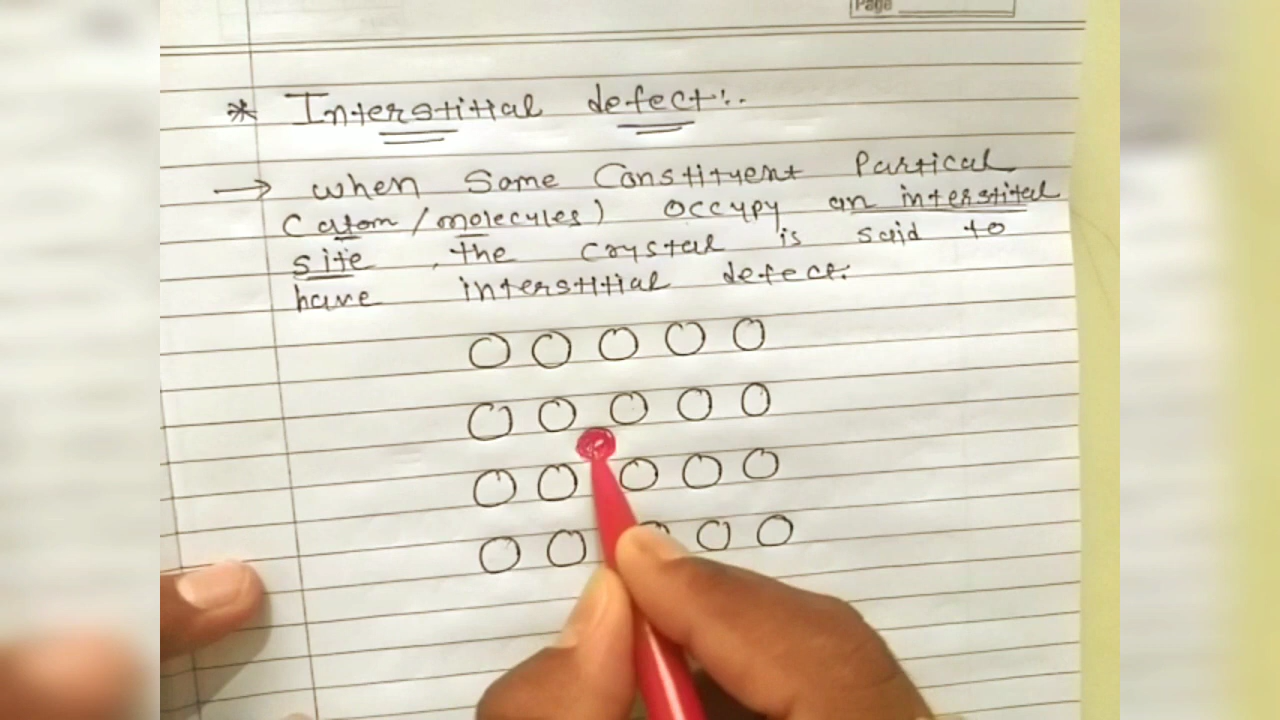 Page
* Interstitial defect:.
→ when Some Constituent Partical
(atom/molecules) occupy an interstital
site, the crystal is said to
have interstitial defect.